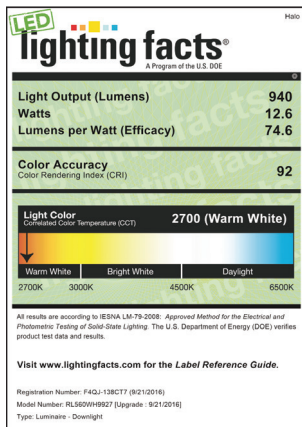 Halo
LED
lighting facts®
A Program of the U.S. DOE
Light Output (Lumens) 940
Watts 12.6
Lumens per Watt (Efficacy) 74.6
Color Accuracy
Color Rendering Index (CRI) 92
Light Color
Correlated Color Temperature (CCT) 2700 (Warm White)
Warm White Bright White Daylight
2700K 3000K 4500K 6500K
All results are according to IESNA LM-79-2008: Approved Method for the Electrical and
Photometric Testing of Solid-State Lighting. The U.S. Department of Energy (DOE) verifies
product test data and results.
Visit www.lightingfacts.com for the Label Reference Guide.
Registration Number: F4QJ-138CT7 (9/21/2016)
Model Number: RL560WH9927 [Upgrade : 9/21/2016]
Type: Luminaire - Downlight